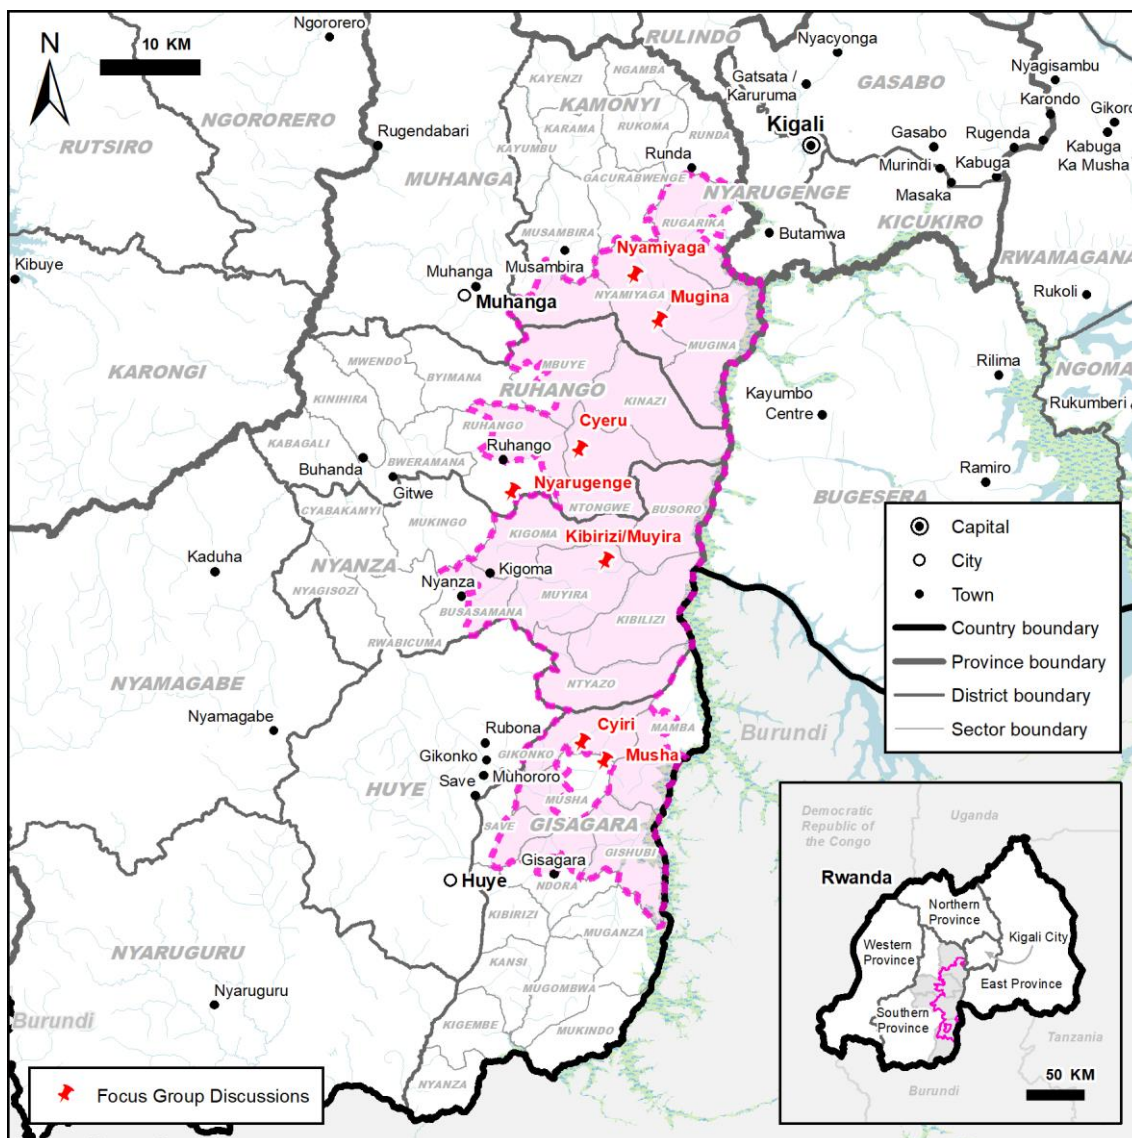 N
10 KM
RULINDO
Ngororero
Nyacyonga
NGAMBA
KAYENZI
Gatsata /
Karuruma
GASABO
Nyagisambu
KAMONYI
Karondo
Gikoro
NGORORERO
KARAMA
RUKOMA
RUTSIRO
Rugendabari
KAYUMBU
RUNDA
Kigali
Gasabo
Rugenda
Kabuga
Ka Musha
Runda
Murindi
Kabuga
MUHANGA
GACURABWENGE
NYARUGENGE
Masaka
RUGARIKA
KICUKIRO
MUSAMBIRA
Butamwa
Nyamiyaga
Musambira
RWAMAGANA
Kibuye
Muhanga
Muhanga
NYAMIYAGA
Mugina
Rukoli
MUGINA
MWENDO
MBUYE
Rilima
KARONGI
BYIMANA
RUHANGO
NGOMA
KINIHIRA
KINAZI
Kayumbo
Centre
Rukumberi
Cyeru
RUHANGO
KABAGALI
Ruhango
BWERAMANA
Buhanda
Gitwe
Nyarugenge
Ramiro
BUGESERA
CYABAKAMYI
NTONGWE
BUSORO
MUKINGO
KIGOMA
Kibirizi/Muyira
Kaduha
NYANZA
Kigoma
Nyanza
NYAGISOZI
MUYIRA
BUSASAMANA
KIBILIZI
RWABICUMA
NYAMAGABE
NTYAZO
Nyamagabe
Rubona
Cyiri
MAMBA
Burundi
Gikonko
GIKONKO
Musha
Save
Muhororo
HUYE
MUSHA
SAVE
GISAGARA
GISHUBI
Gisagara
Huye
NDORA
KIBIRIZI
MUGANZA
NYARUGURU
KANSI
MUGOMBWA
Nyaruguru
KIGEMBE
MUKINDO
Burundi
NYANZA
Capital
City
Town
Country boundary
Province boundary
District boundary
Sector boundary
Focus Group Discussions
Democratic
Republic of
the Congo
Uganda
Rwanda
Northern
Province
Western
Province
Kigali City
East Province
Southern
Province
Tanzania
Burundi
50 KM